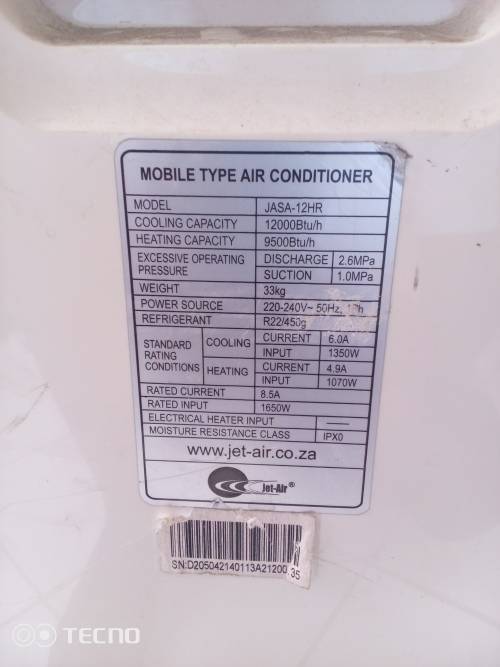 MOBILE TYPE AIR CONDITIONER
MODEL JASA-12HR
COOLING CAPACITY 12000Btu/h
HEATING CAPACITY 9500Btu/h
EXCESSIVE OPERATING PRESSURE DISCHARGE 2.6MPa
SUCTION 1.0MPa
WEIGHT 33kg
POWER SOURCE 220-240V~ 50Hz,
REFRIGERANT R22/450g
STANDARD RATING CONDITIONS COOLING CURRENT 6.0A
INPUT 1350W
HEATING CURRENT 4.9A
INPUT 1070W
RATED CURRENT 8.5A
RATED INPUT 1650W
ELECTRICAL HEATER INPUT —
MOISTURE RESISTANCE CLASS IPX0
www.jet-air.co.za
Jet-Air ®
SN:D205042140113A21200
35
TECNO